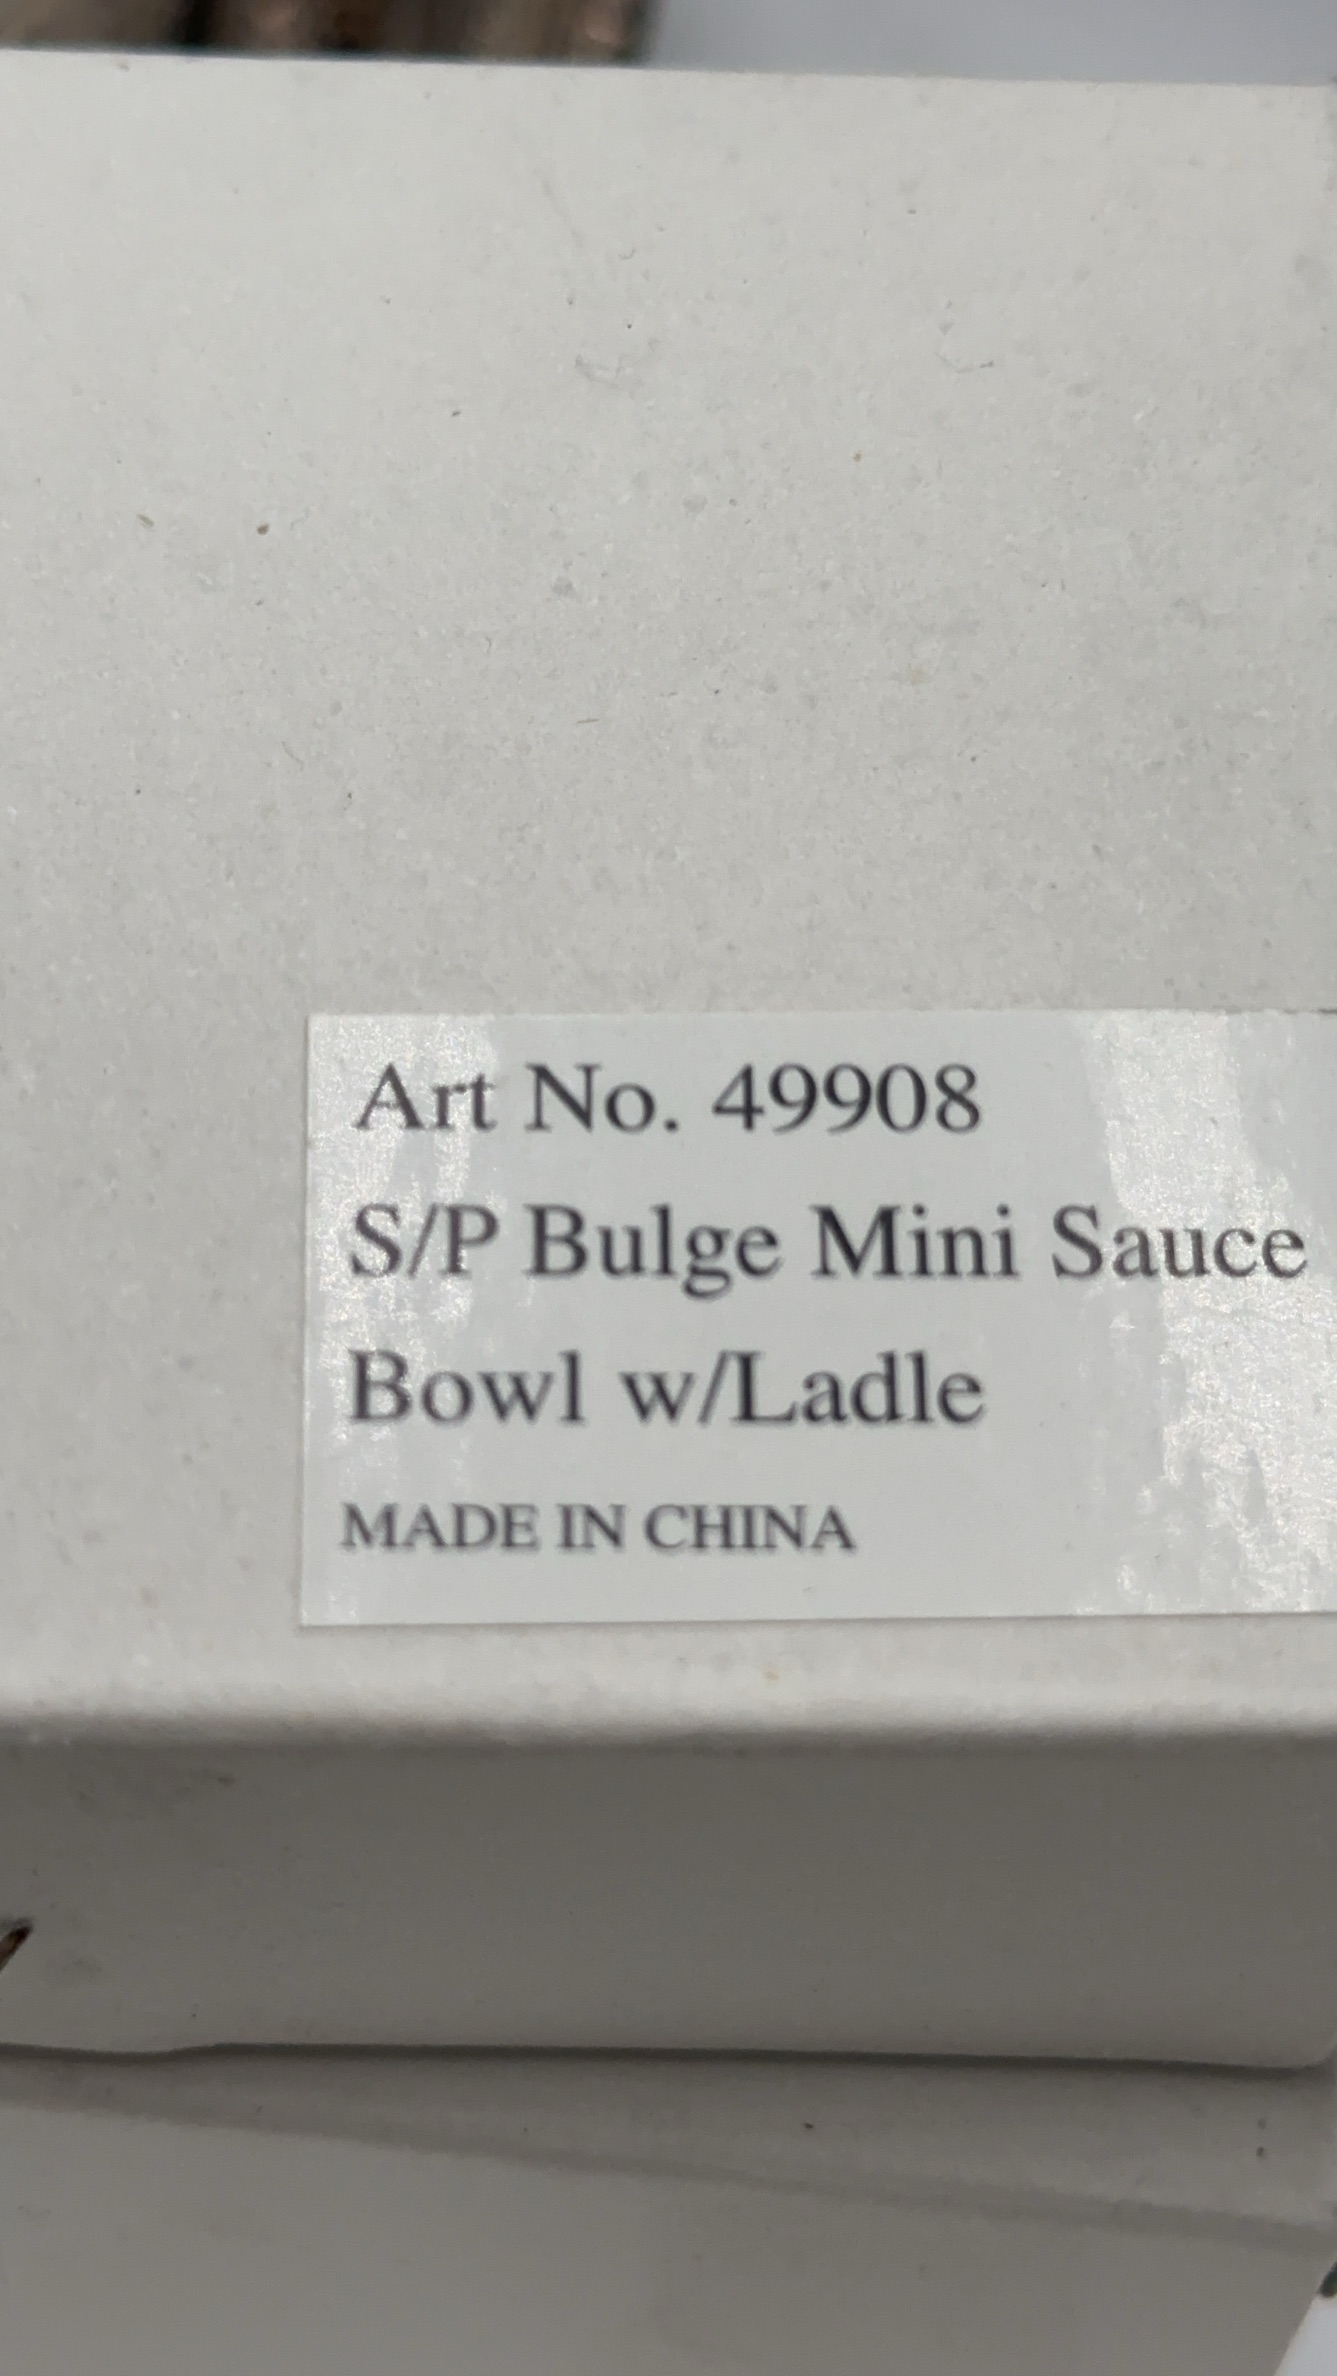 Art No. 49908
S/P Bulge Mini Sauce
Bowl w/Ladle
MADE IN CHINA